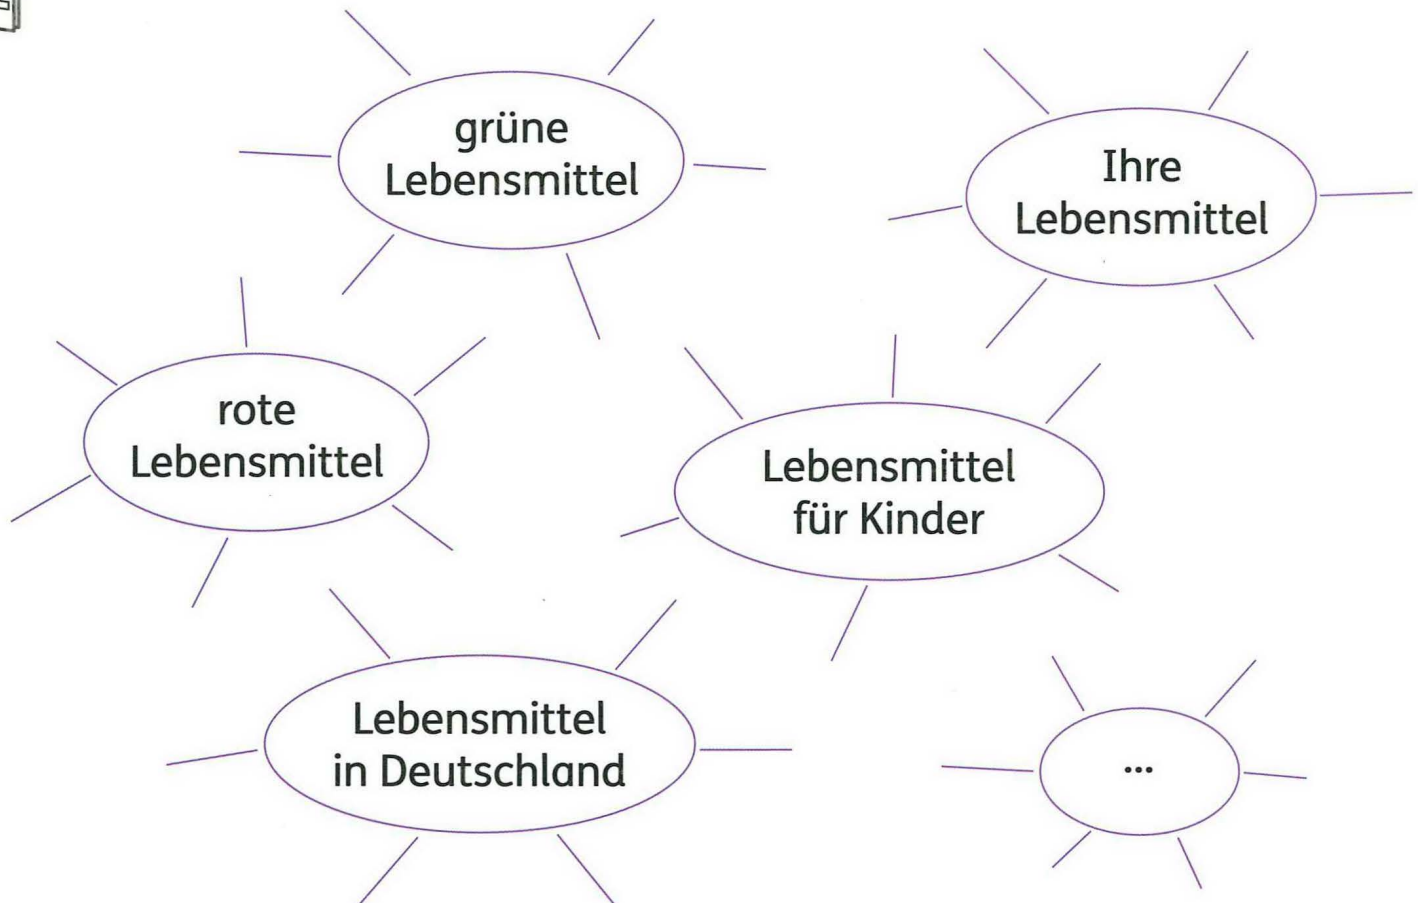 grüne
Lebensmittel
Ihre
Lebensmittel
rote
Lebensmittel
Lebensmittel
für Kinder
Lebensmittel
in Deutschland
...